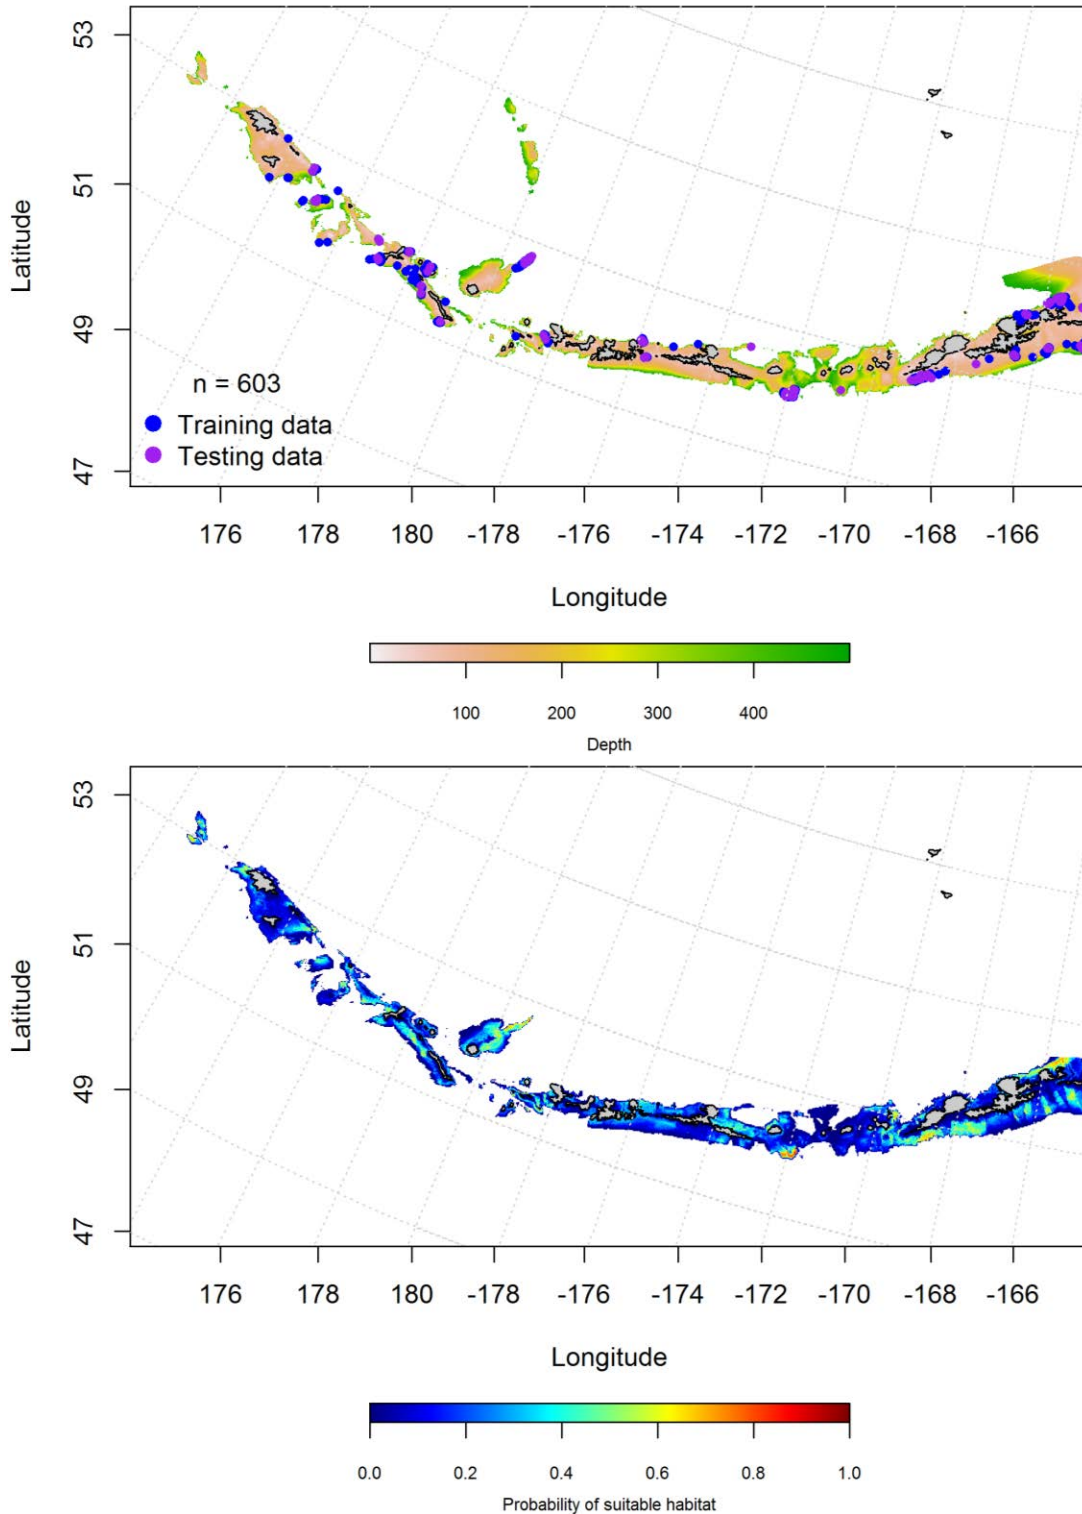 53
51
49
47
Latitude
n = 603
Training data
Testing data
176 178 180 -178 -176 -174 -172 -170 -168 -166
Longitude
100 200 300 400
Depth
53
51
49
47
Latitude
176 178 180 -178 -176 -174 -172 -170 -168 -166
Longitude
0.0 0.2 0.4 0.6 0.8 1.0
Probability of suitable habitat